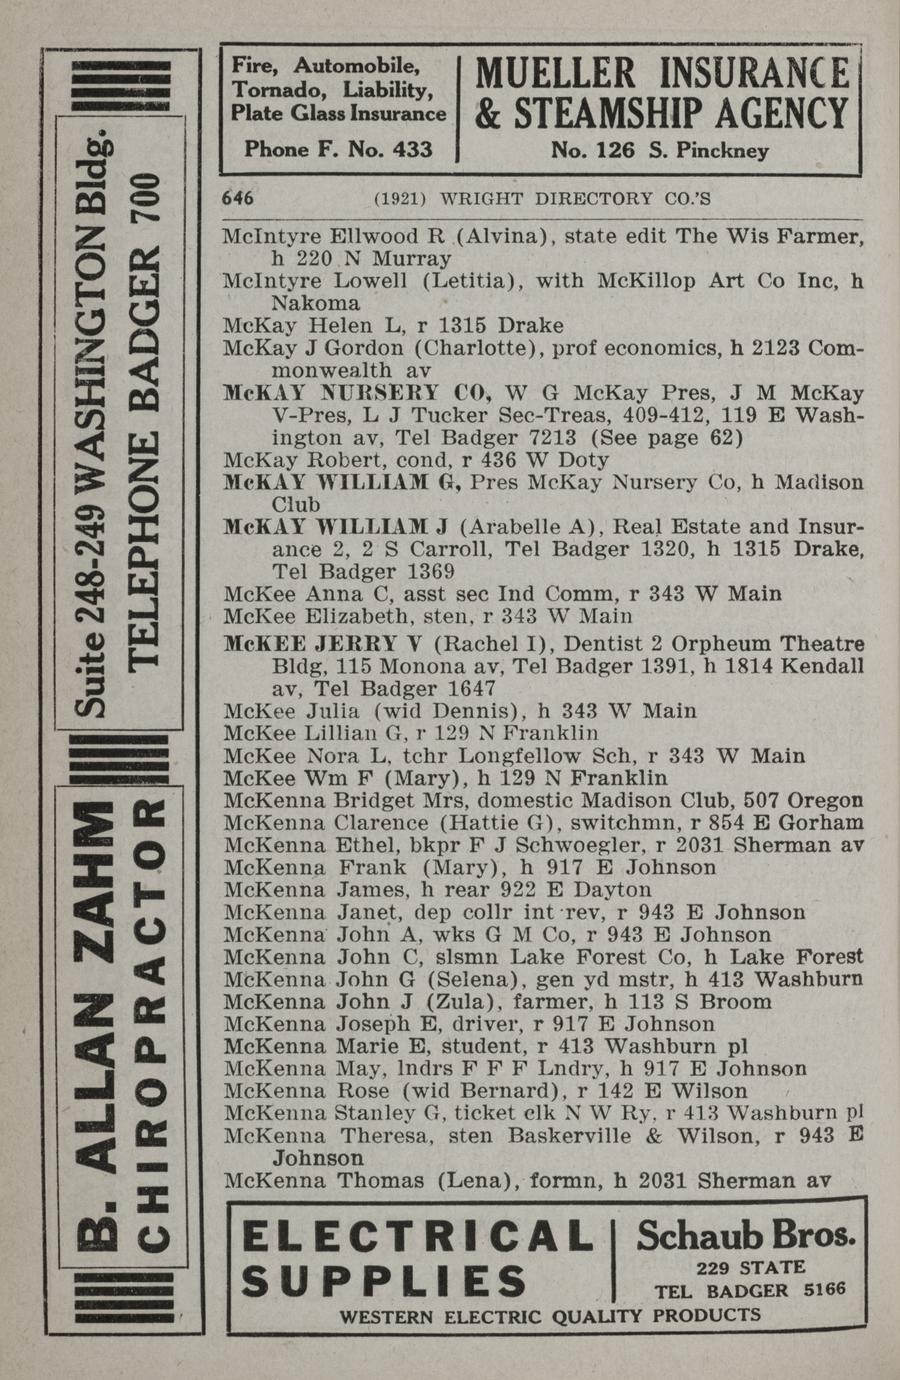 Fire, Automobile,
Tornado, Liability,
Plate Glass Insurance
Phone F. No. 433
MUELLER INSURANCE
& STEAMSHIP AGENCY
No. 126 S. Pinckney
646 (1921) WRIGHT DIRECTORY CO.'S
McIntyre Ellwood R (Alvina), state edit The Wis Farmer,
h 220 N Murray
McIntyre Lowell (Letitia), with McKillop Art Co Inc, h
Nakoma
McKay Helen L, r 1315 Drake
McKay J Gordon (Charlotte), prof economics, h 2123 Com-
monwealth av
McKAY NURSERY CO, W G McKay Pres, J M McKay
V-Pres, L J Tucker Sec-Treas, 409-412, 119 E Wash-
ington av, Tel Badger 7213 (See page 62)
McKay Robert, cond, r 436 W Doty
McKAY WILLIAM G, Pres McKay Nursery Co, h Madison
Club
McKAY WILLIAM J (Arabelle A), Real Estate and Insur-
ance 2, 2 S Carroll, Tel Badger 1320, h 1315 Drake,
Tel Badger 1369
McKee Anna C, asst sec Ind Comm, r 343 W Main
McKee Elizabeth, sten, r 343 W Main
McKEE JERRY V (Rachel I), Dentist 2 Orpheum Theatre
Bldg, 115 Monona av, Tel Badger 1391, h 1814 Kendall
av, Tel Badger 1647
McKee Julia (wid Dennis), h 343 W Main
McKee Lillian G, r 129 N Franklin
McKee Nora L, tchr Longfellow Sch, r 343 W Main
McKee Wm F (Mary), h 129 N Franklin
McKenna Bridget Mrs, domestic Madison Club, 507 Oregon
McKenna Clarence (Hattie G), switchmn, r 854 E Gorham
McKenna Ethel, bkpr F J Schwoegler, r 2031 Sherman av
McKenna Frank (Mary), h 917 E Johnson
McKenna James, h rear 922 E Dayton
McKenna Janet, dep collr int rev, r 943 E Johnson
McKenna John A, wks G M Co, r 943 E Johnson
McKenna John C, slsmn Lake Forest Co, h Lake Forest
McKenna John G (Selena), gen yd mstr, h 413 Washburn
McKenna John J (Zula), farmer, h 113 S Broom
McKenna Joseph E, driver, r 917 E Johnson
McKenna Marie E, student, r 413 Washburn pl
McKenna May, lndrs F F F Lndry, h 917 E Johnson
McKenna Rose (wid Bernard), r 142 E Wilson
McKenna Stanley G, ticket clk N W Ry, r 413 Washburn pl
McKenna Theresa, sten Baskerville & Wilson, r 943 E
Johnson
McKenna Thomas (Lena), formn, h 2031 Sherman av
ELECTRICAL
SUPPLIES
Schaub Bros.
229 STATE
TEL BADGER 5166
WESTERN ELECTRIC QUALITY PRODUCTS
B. ALLAN ZAHM
CHIROPRACTOR
Suite 248-249 WASHINGTON Bldg.
TELEPHONE BADGER 700